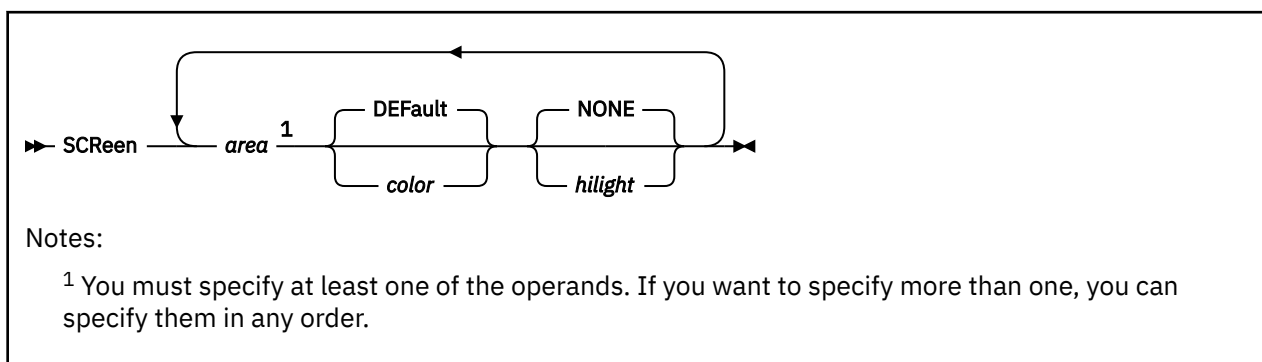 DEFault NONE
SCReen area 1
color hilight
Notes:
1 You must specify at least one of the operands. If you want to specify more than one, you can
specify them in any order.